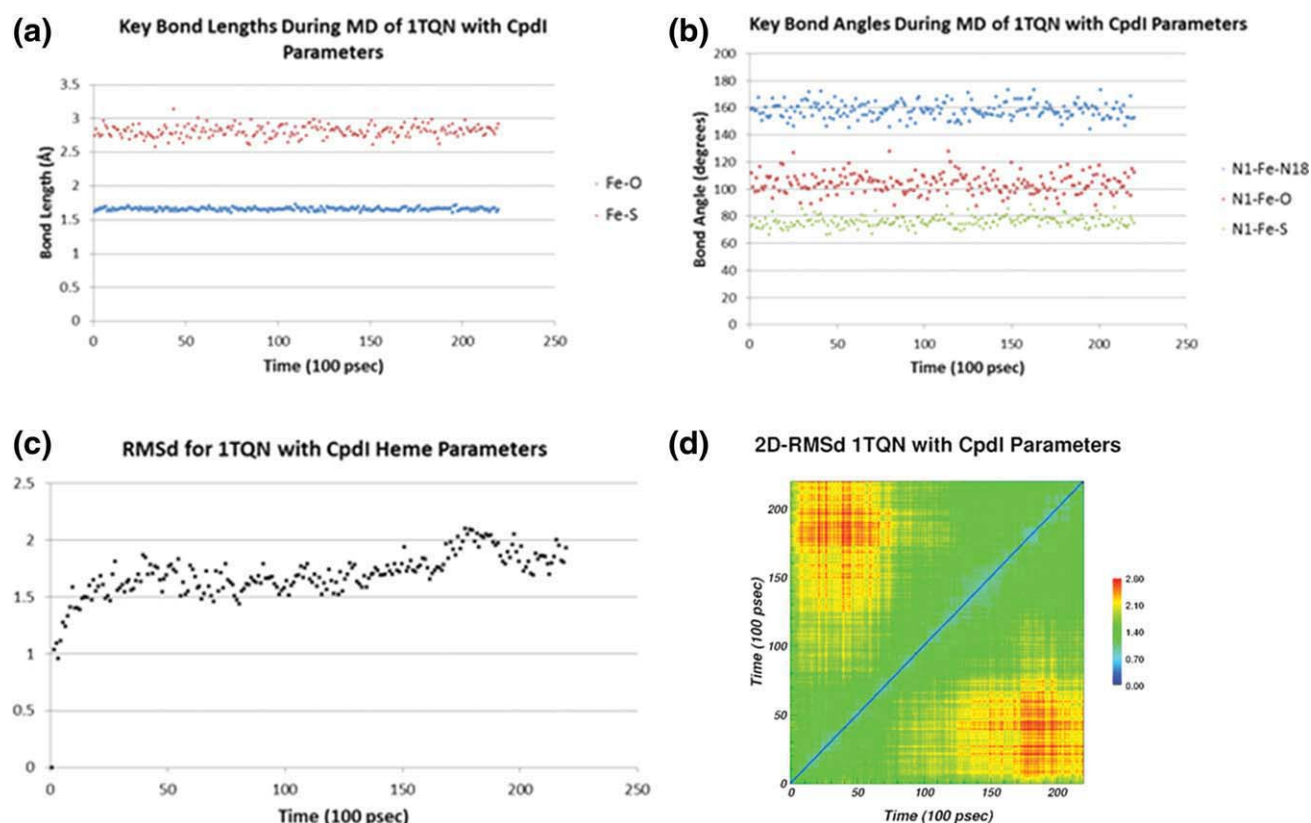 (a)
Key Bond Lengths During MD of 1TQN with CpdI
Parameters
3.5
3
2.5
2
1.5
1
0.5
0
Bond Length (Å)
0 50 100 150 200 250
Time (100 psec)
Fe-O
Fe-S
(b)
Key Bond Angles During MD of 1TQN with CpdI Parameters
200
180
160
140
120
100
80
60
40
20
0
Bond Angle (degrees)
0 50 100 150 200 250
Time (100 psec)
N1-Fe-N18
N1-Fe-O
N1-Fe-S
(c)
RMSd for 1TQN with CpdI Heme Parameters
2.5
2
1.5
1
0.5
0
0 50 100 150 200 250
Time (100 psec)
(d)
2D-RMSd 1TQN with CpdI Parameters
200
150
100
50
0
Time (100 psec)
0 50 100 150 200
Time (100 psec)
2.80
2.10
1.40
0.70
0.00